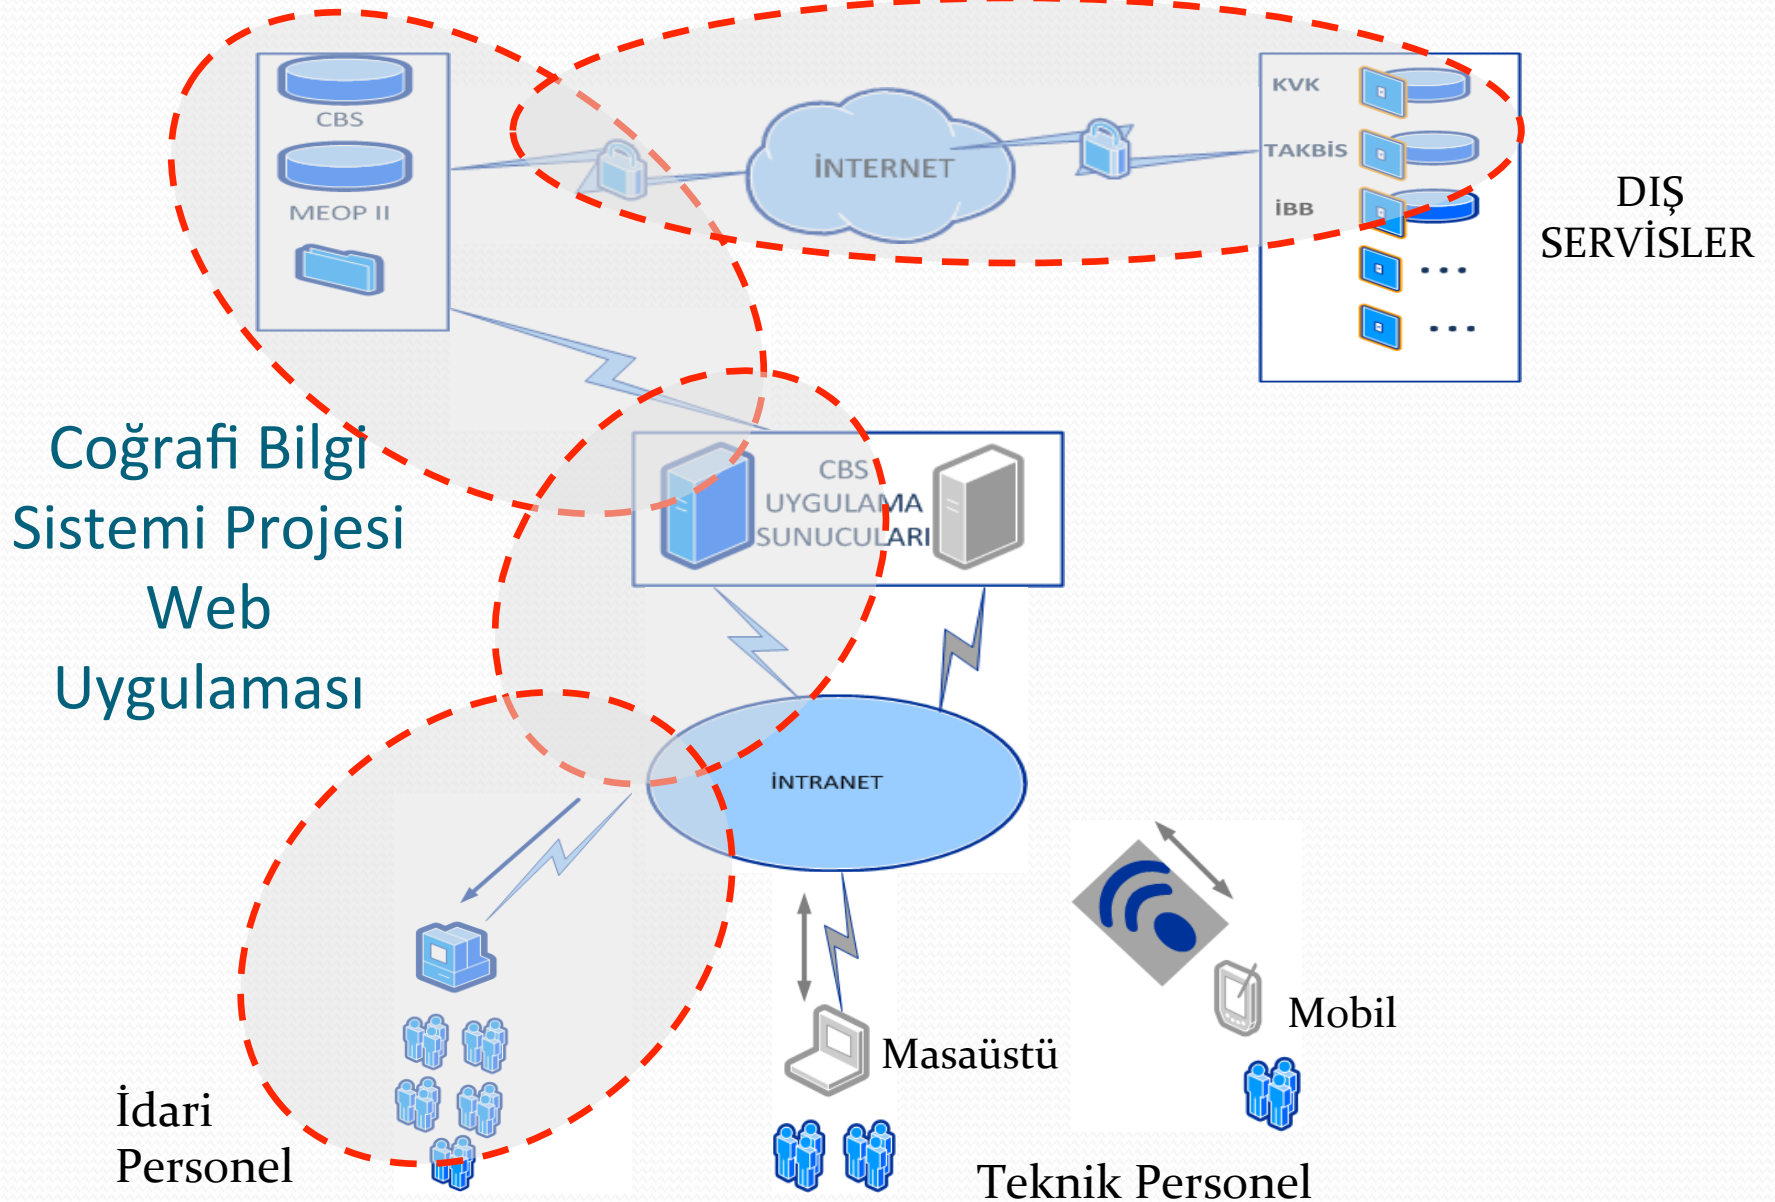 CBS
MEOP II
İNTERNET
KVK
TAKBİS
İBB
...
...
DIŞ
SERVİSLER
Coğrafi Bilgi
Sistemi Projesi
Web
Uygulaması
CBS
UYGULAMA
SUNUCULARI
İNTRANET
Mobil
Masaüstü
İdari
Personel
Teknik Personel